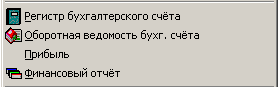 Регистр бухгалтерского счёта
Оборотная ведомость бухг. счёта
Прибыль
Финансовый отчёт